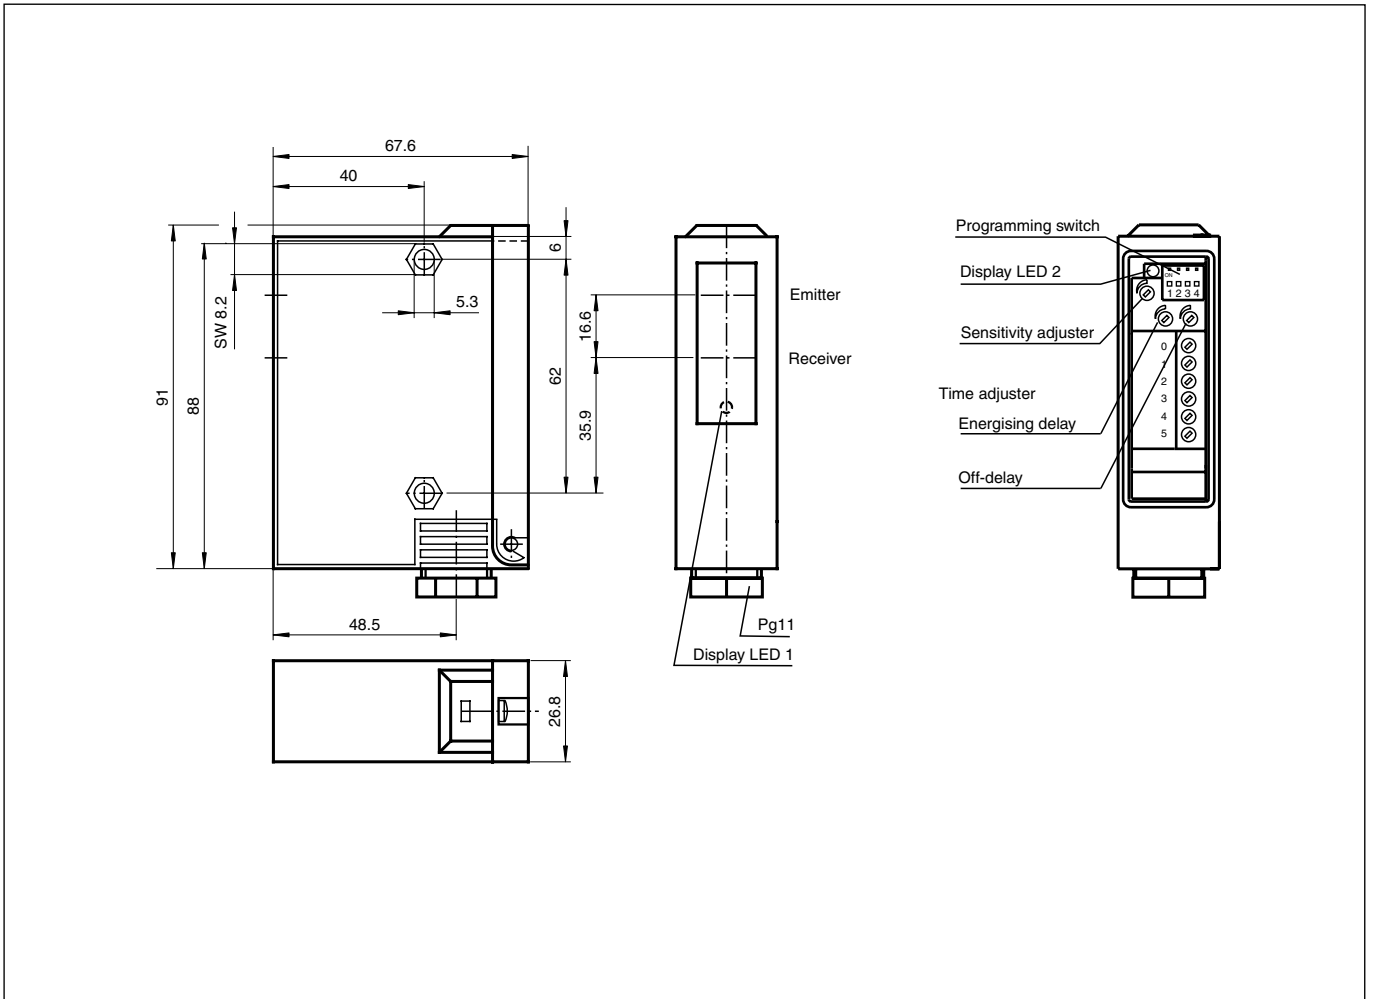 67.6
40
6
SW 8.2
5.3
91
88
62
16.6
35.9
48.5
26.8
Emitter
Receiver
Pg11
Display LED 1
Programming switch
Display LED 2
Sensitivity adjuster
Time adjuster
Energising delay
Off-delay
ON
1 2 3 4
0
1
2
3
4
5